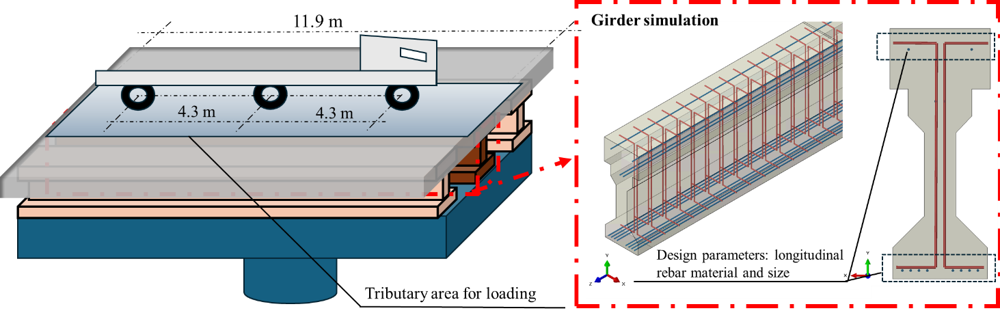 11.9 m
4.3 m
4.3 m
Tributary area for loading
Girder simulation
Design parameters: longitudinal
rebar material and size
Y
Z
X
Y
X